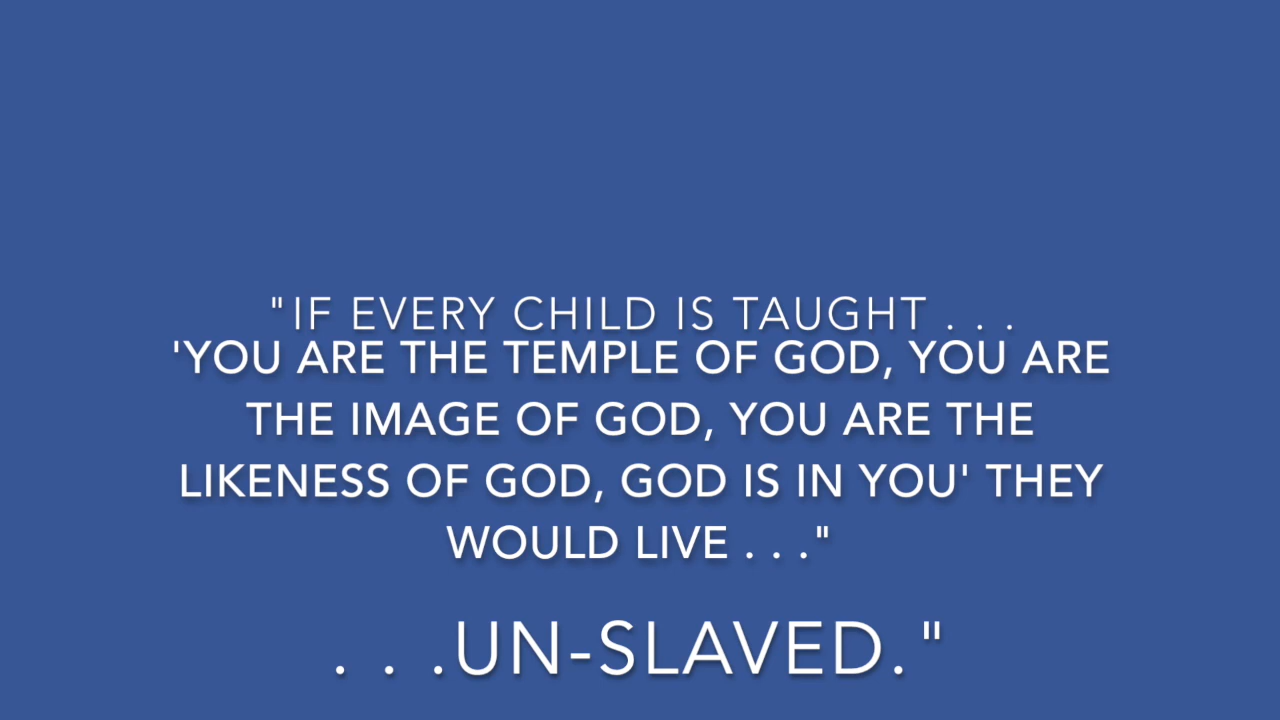 "IF EVERY CHILD IS TAUGHT . . .
'YOU ARE THE TEMPLE OF GOD, YOU ARE
THE IMAGE OF GOD, YOU ARE THE
LIKENESS OF GOD, GOD IS IN YOU' THEY
WOULD LIVE . . ."
. . .UN-SLAVED."